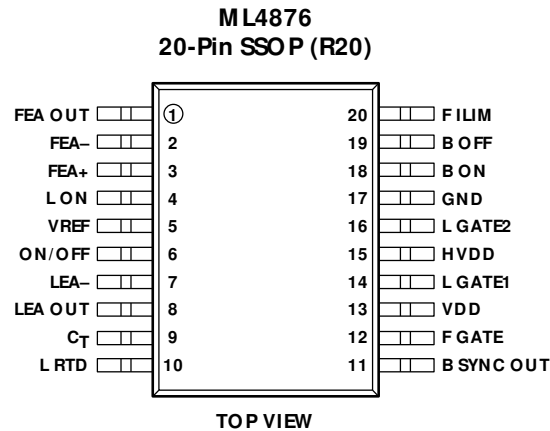 ML4876
20-Pin SSOP (R20)
FEA OUT 1 20 F ILIM
FEA– 2 19 B OFF
FEA+ 3 18 B ON
L ON 4 17 GND
VREF 5 16 L GATE2
ON/OFF 6 15 HVDD
LEA– 7 14 L GATE1
LEA OUT 8 13 VDD
CT 9 12 F GATE
L RTD 10 11 B SYNC OUT
TOP VIEW